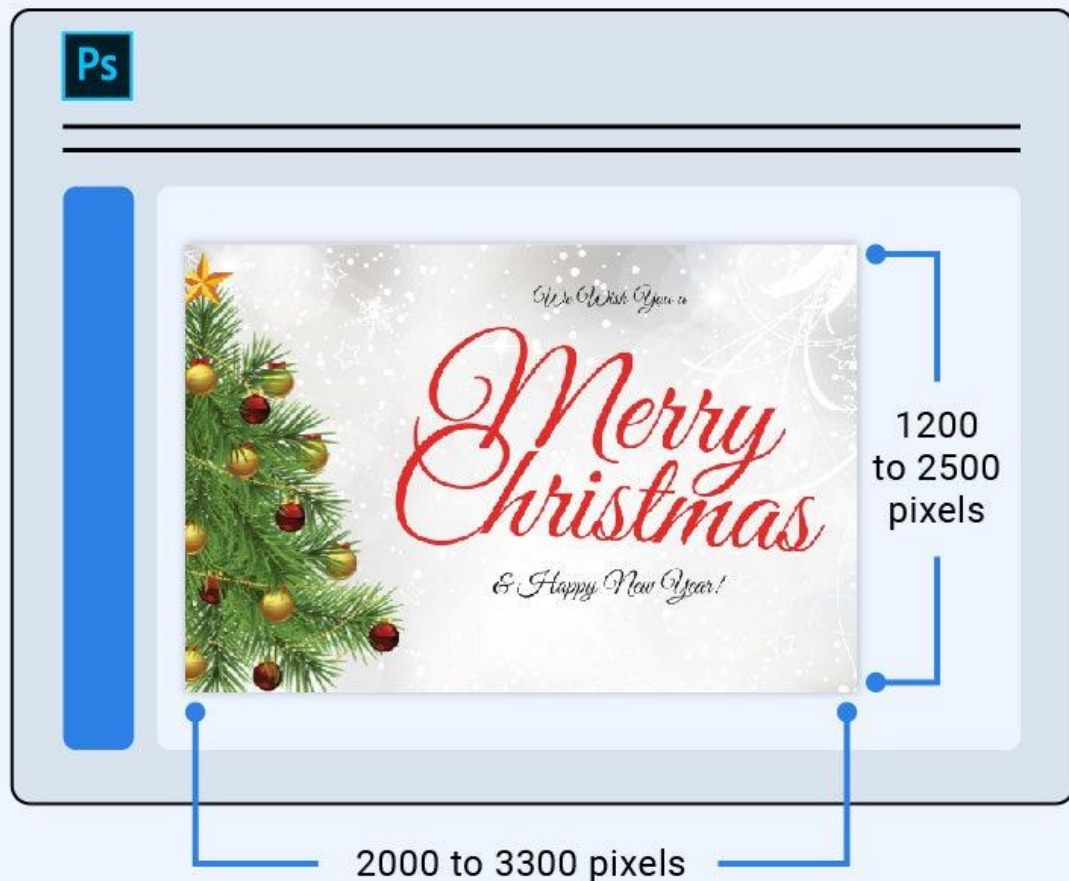 Ps
We Wish You a
Merry
Christmas
& Happy New Year!
1200
to 2500
pixels
2000 to 3300 pixels